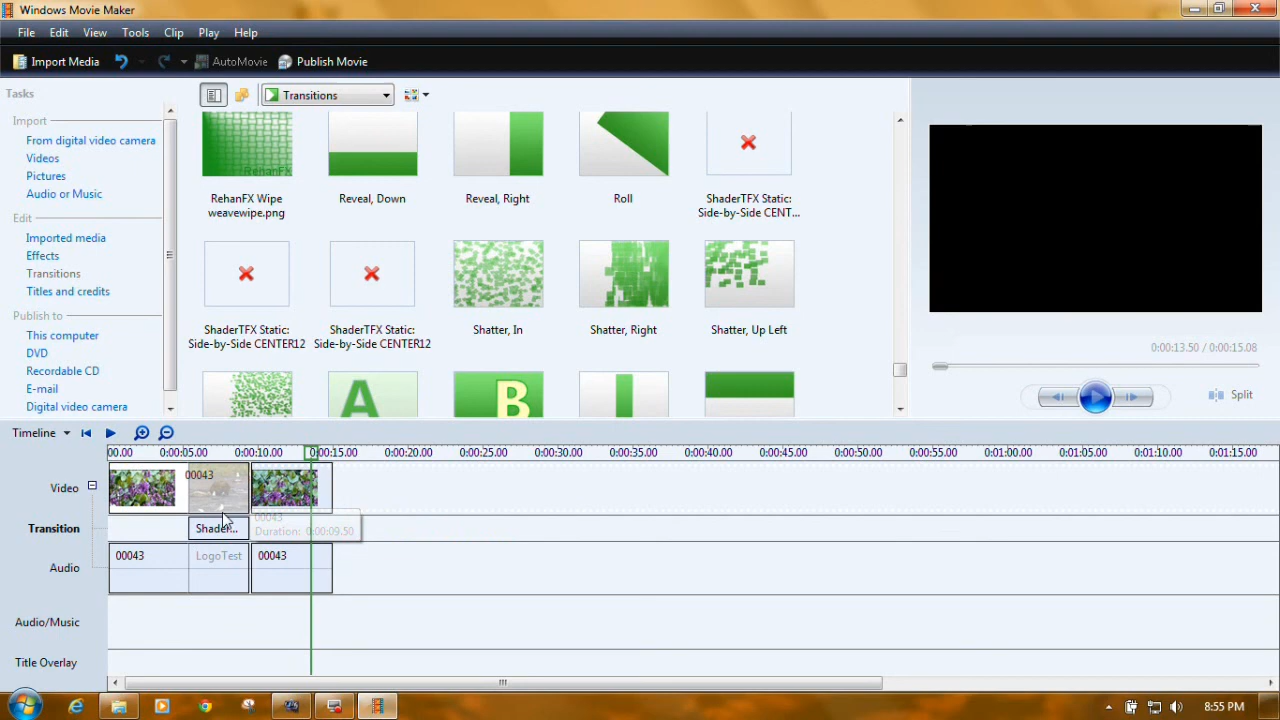 Windows Movie Maker
File Edit View Tools Clip Play Help
Import Media AutoMovie Publish Movie
Tasks
Import
From digital video camera
Videos
Pictures
Audio or Music
Edit
Imported media
Effects
Transitions
Titles and credits
Publish to
This computer
DVD
Recordable CD
E-mail
Digital video camera
Transitions
RehanFX
RehanFX Wipe
weavewipe.png
Reveal, Down
Reveal, Right
Roll
ShaderTFX Static:
Side-by-Side CENT...
ShaderTFX Static:
Side-by-Side CENTER12
ShaderTFX Static:
Side-by-Side CENTER12
Shatter, In
Shatter, Right
Shatter, Up Left
A
B
0:00:13.50 / 0:00:15.08
Split
Timeline
00.00 0:00:05.00 0:00:10.00 0:00:15.00 0:00:20.00 0:00:25.00 0:00:30.00 0:00:35.00 0:00:40.00 0:00:45.00 0:00:50.00 0:00:55.00 0:01:00.00 0:01:05.00 0:01:10.00 0:01:15.00
Video
00043
Transition
Shader...
00043
Duration: 0:00:09.50
Audio
00043 LogoTest 00043
Audio/Music
Title Overlay
8:55 PM